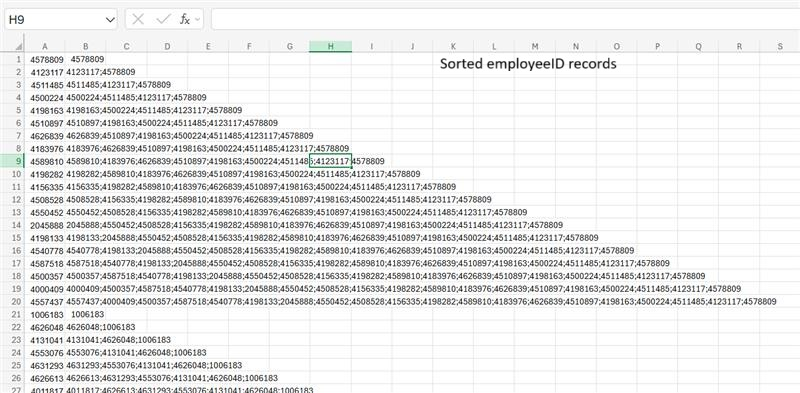 H9
fx
A B C D E F G H I J K L M N O P Q R S
Sorted employeeID records
1 4578809 4578809
2 4123117 4123117;4578809
3 4511485 4511485;4123117;4578809
4 4500224 4500224;4511485;4123117;4578809
5 4198163 4198163;4500224;4511485;4123117;4578809
6 4510897 4510897;4198163;4500224;4511485;4123117;4578809
7 4626839 4626839;4510897;4198163;4500224;4511485;4123117;4578809
8 4183976 4183976;4626839;4510897;4198163;4500224;4511485;4123117;4578809
9 4589810 4589810;4183976;4626839;4510897;4198163;4500224;4511485;4123117;4578809
10 4198282 4198282;4589810;4183976;4626839;4510897;4198163;4500224;4511485;4123117;4578809
11 4156335 4156335;4198282;4589810;4183976;4626839;4510897;4198163;4500224;4511485;4123117;4578809
12 4508528 4508528;4156335;4198282;4589810;4183976;4626839;4510897;4198163;4500224;4511485;4123117;4578809
13 4550452 4550452;4508528;4156335;4198282;4589810;4183976;4626839;4510897;4198163;4500224;4511485;4123117;4578809
14 2045888 2045888;4550452;4508528;4156335;4198282;4589810;4183976;4626839;4510897;4198163;4500224;4511485;4123117;4578809
15 4198133 4198133;2045888;4550452;4508528;4156335;4198282;4589810;4183976;4626839;4510897;4198163;4500224;4511485;4123117;4578809
16 4540778 4540778;4198133;2045888;4550452;4508528;4156335;4198282;4589810;4183976;4626839;4510897;4198163;4500224;4511485;4123117;4578809
17 4587518 4587518;4540778;4198133;2045888;4550452;4508528;4156335;4198282;4589810;4183976;4626839;4510897;4198163;4500224;4511485;4123117;4578809
18 4500357 4500357;4587518;4540778;4198133;2045888;4550452;4508528;4156335;4198282;4589810;4183976;4626839;4510897;4198163;4500224;4511485;4123117;4578809
19 4000409 4000409;4500357;4587518;4540778;4198133;2045888;4550452;4508528;4156335;4198282;4589810;4183976;4626839;4510897;4198163;4500224;4511485;4123117;4578809
20 4557437 4557437;4000409;4500357;4587518;4540778;4198133;2045888;4550452;4508528;4156335;4198282;4589810;4183976;4626839;4510897;4198163;4500224;4511485;4123117;4578809
21 1006183 1006183
22 4626048 4626048;1006183
23 4131041 4131041;4626048;1006183
24 4553076 4553076;4131041;4626048;1006183
25 4631293 4631293;4553076;4131041;4626048;1006183
26 4626613 4626613;4631293;4553076;4131041;4626048;1006183
27 4011817 4011817;4626613;4631293;4553076;4131041;4626048;1006183